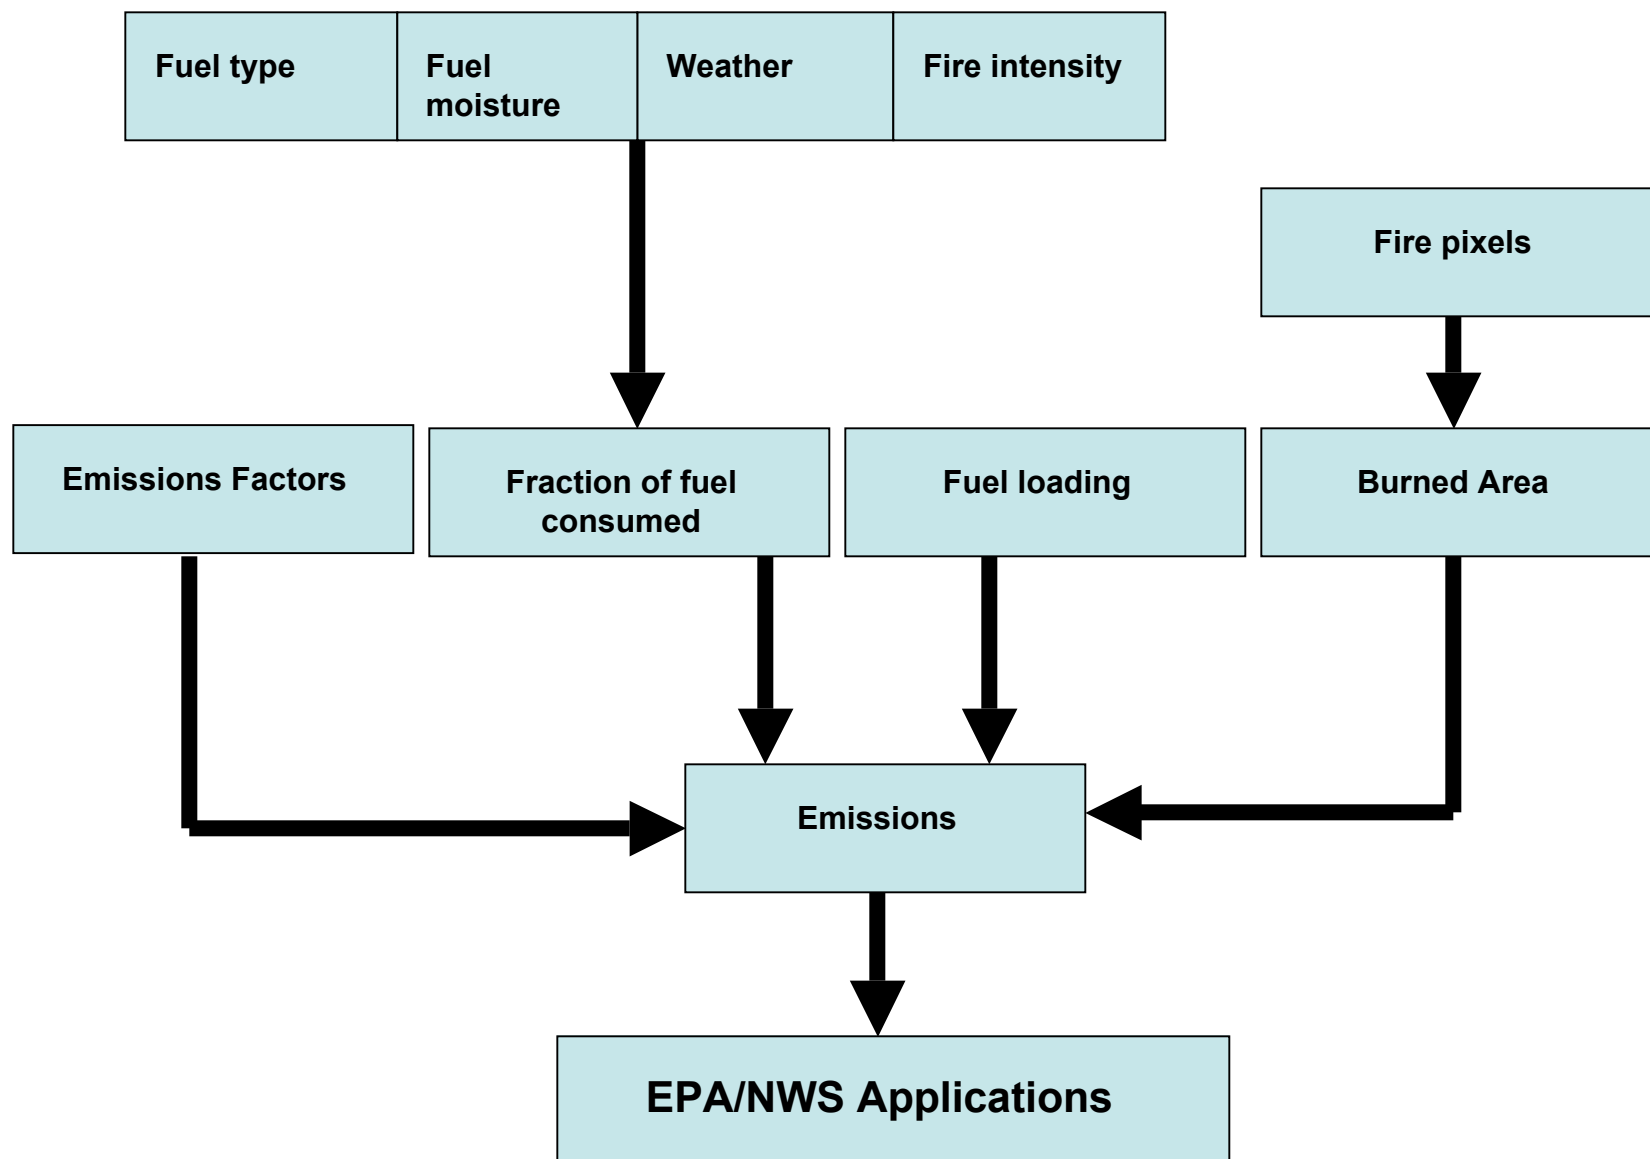 Fuel type
Fuel
moisture
Weather
Fire intensity
Fire pixels
Emissions Factors
Fraction of fuel
consumed
Fuel loading
Burned Area
Emissions
EPA/NWS Applications